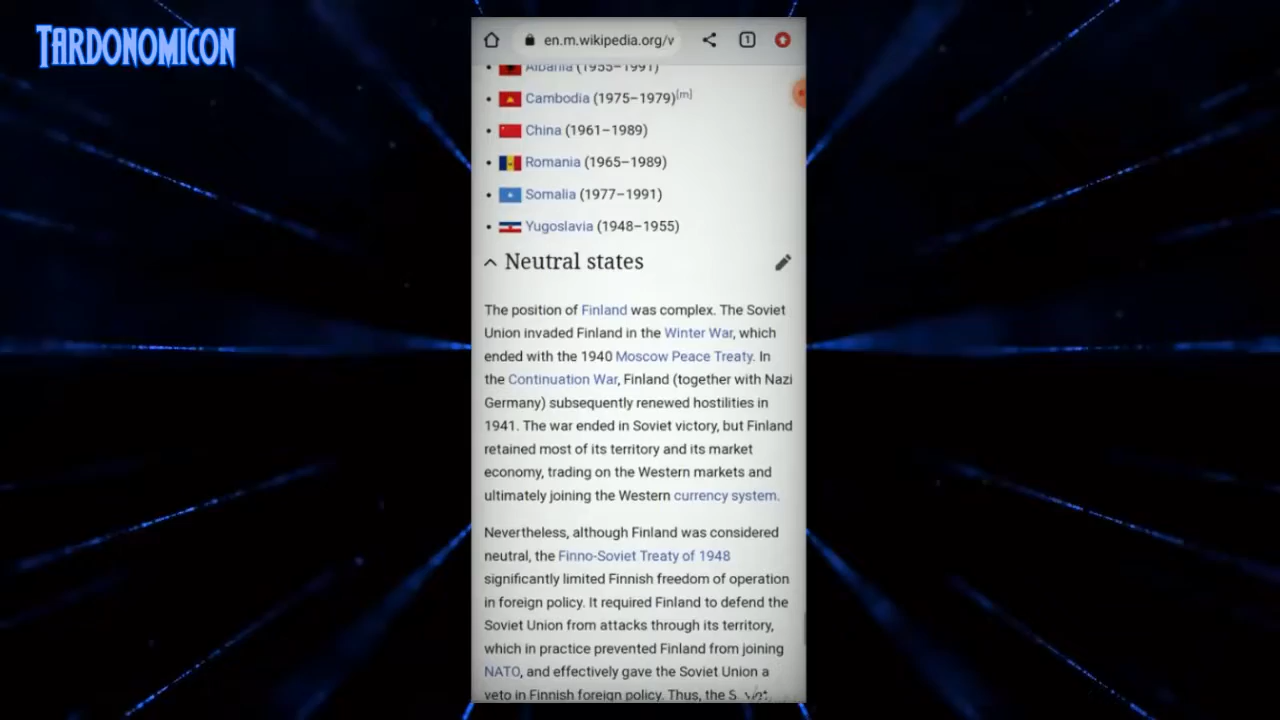 TARDONOMICON
en.m.wikipedia.org/v
1
Albania (1955–1991)
Cambodia (1975–1979)[m]
China (1961–1989)
Romania (1965–1989)
Somalia (1977–1991)
Yugoslavia (1948–1955)
Neutral states
The position of Finland was complex. The Soviet
Union invaded Finland in the Winter War, which
ended with the 1940 Moscow Peace Treaty. In
the Continuation War, Finland (together with Nazi
Germany) subsequently renewed hostilities in
1941. The war ended in Soviet victory, but Finland
retained most of its territory and its market
economy, trading on the Western markets and
ultimately joining the Western currency system.
Nevertheless, although Finland was considered
neutral, the Finno-Soviet Treaty of 1948
significantly limited Finnish freedom of operation
in foreign policy. It required Finland to defend the
Soviet Union from attacks through its territory,
which in practice prevented Finland from joining
NATO, and effectively gave the Soviet Union a
veto in Finnish foreign policy. Thus, the